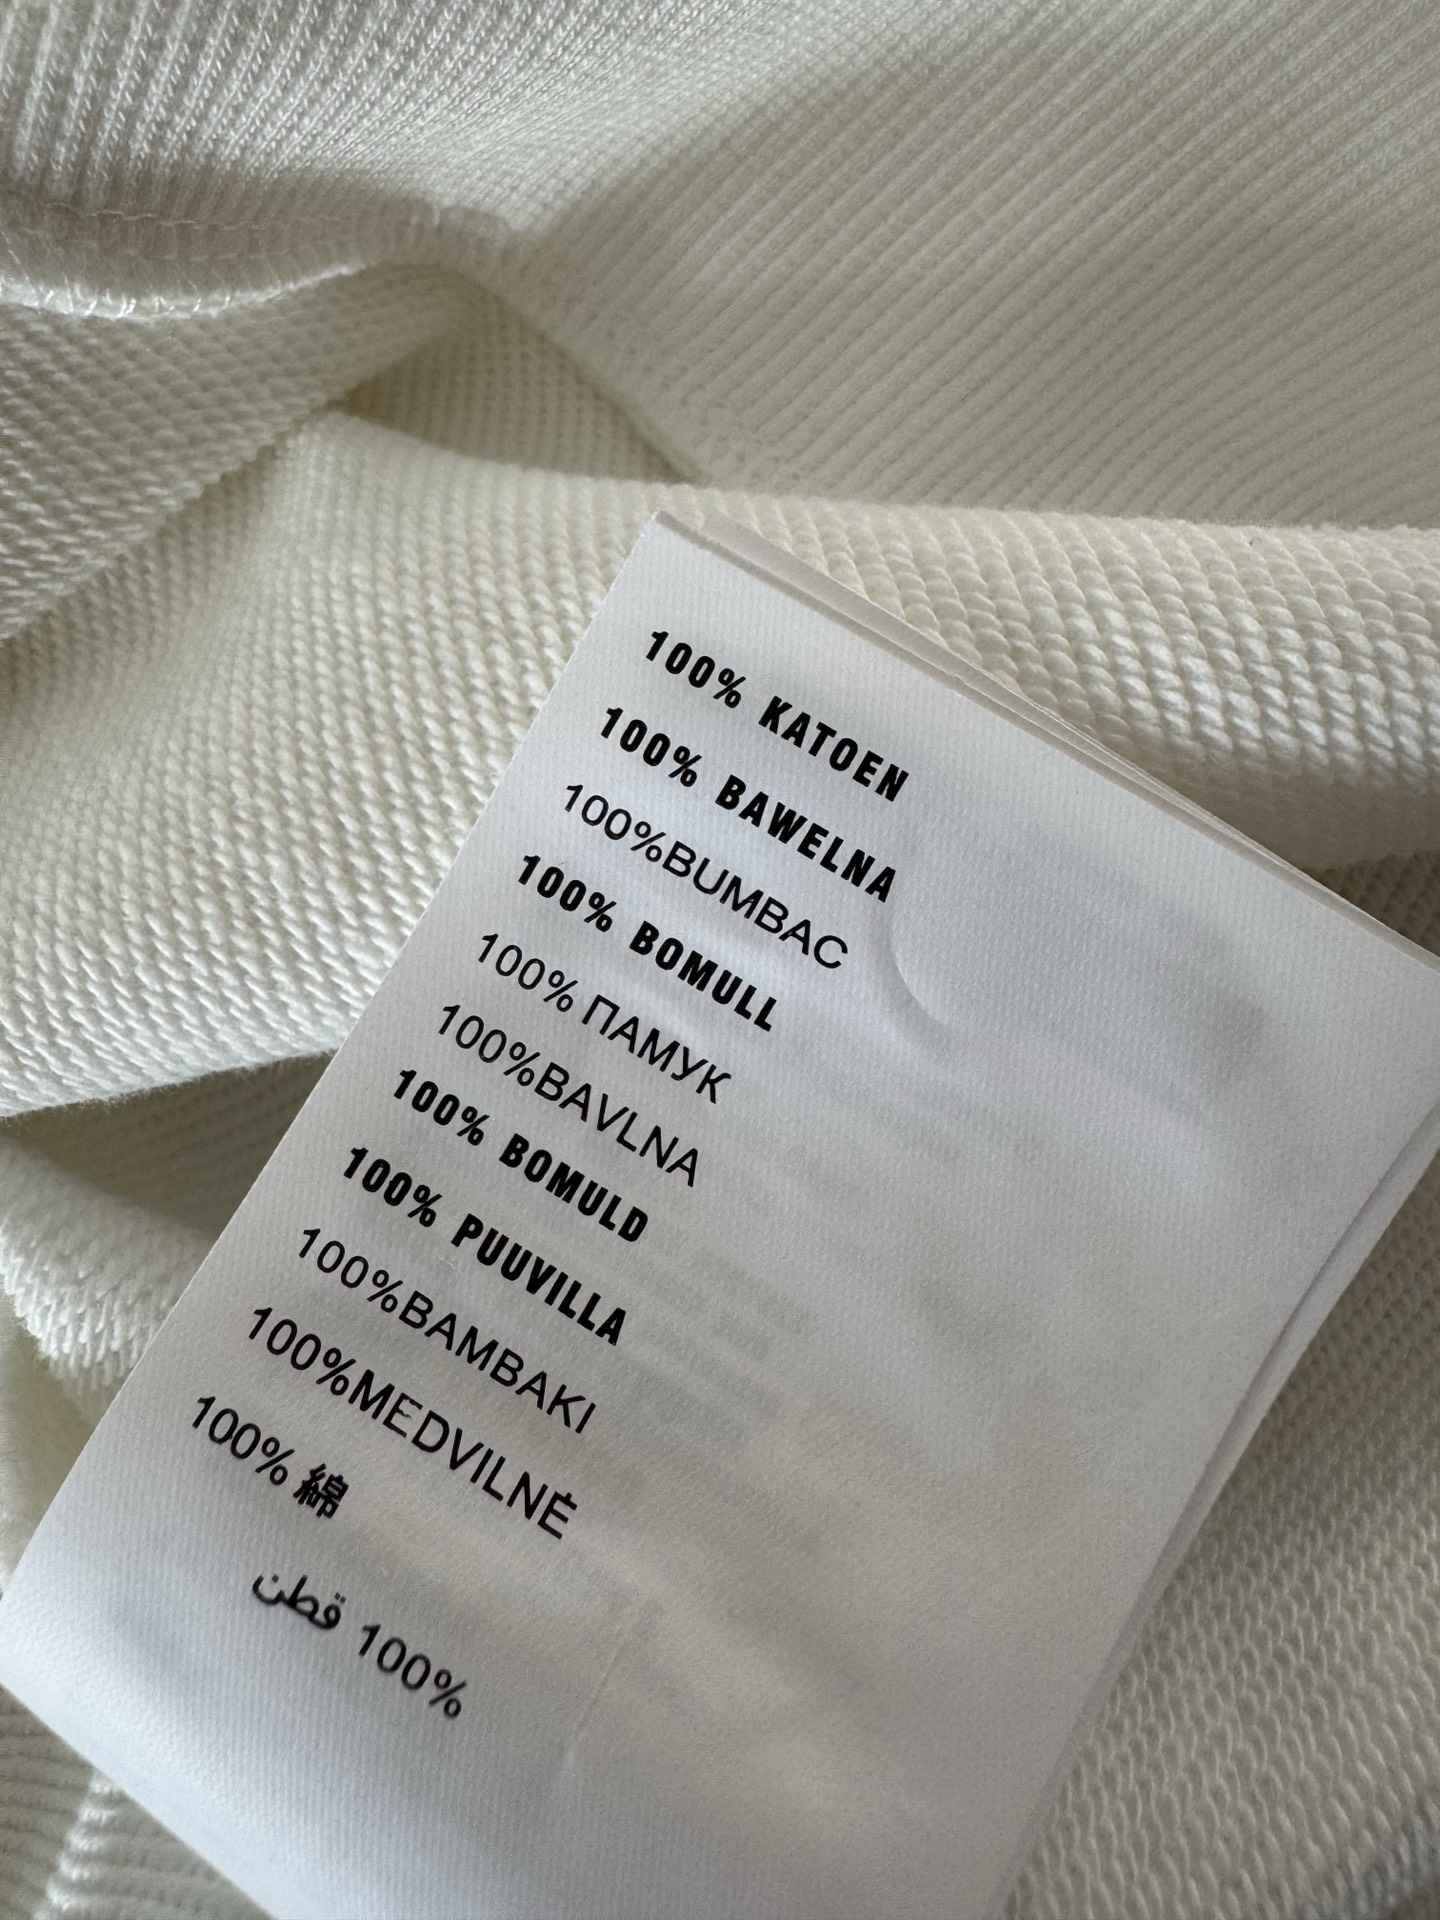 100% KATOEN
100% BAWELNA
100%BUMBAC
100% BOMULL
100% ПАМУК
100%BAVLNA
100% BOMULD
100% PUUVILLA
100%BAMBAKI
100%MEDVILNĖ
100% 綿
100% قطن